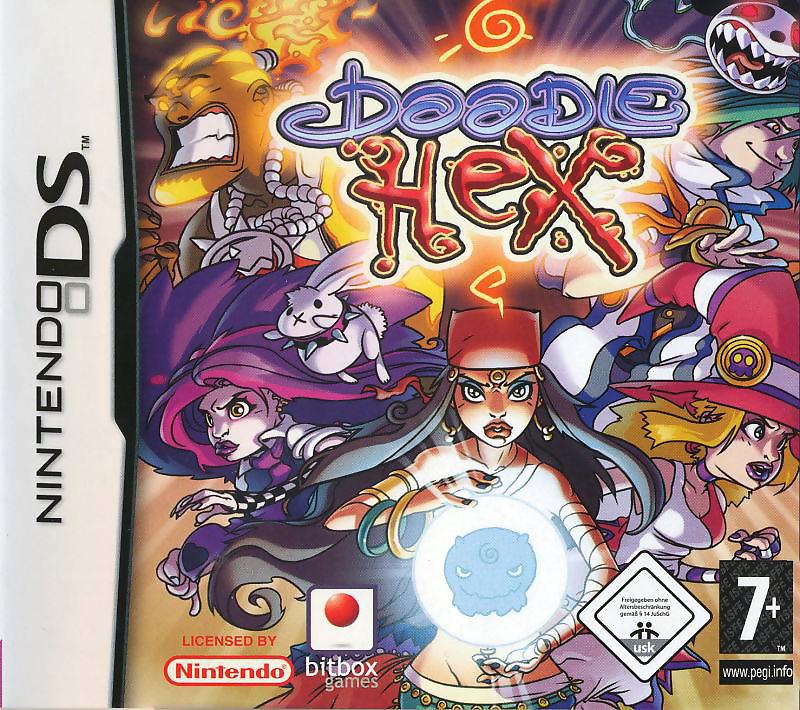 NINTENDO DS™
DOODLE
HEX
LICENSED BY
Nintendo
bitbox
games
Freigegeben ohne
Altersbeschränkung
gemäß § 14 JuSchG
usk
7+
™
www.pegi.info